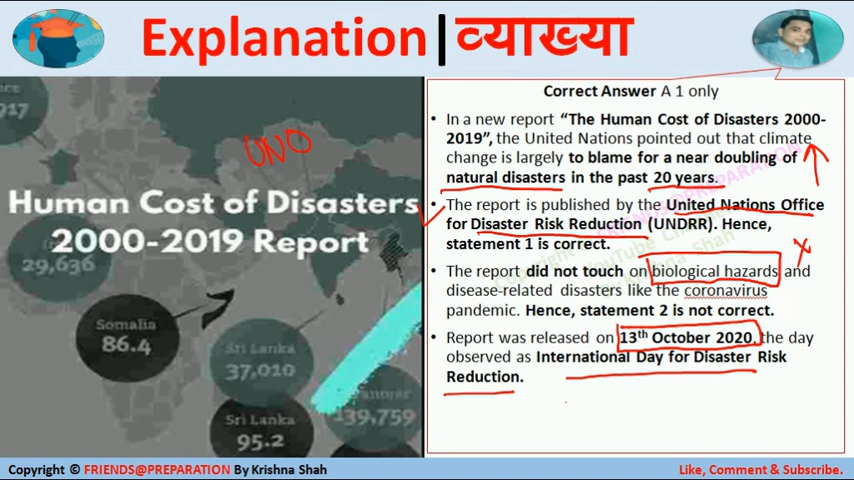 Explanation|व्याख्या
...nce
...917
UNO
Human Cost of Disasters
2000-2019 Report
29,636
Somalia
86.4
Sri Lanka
37,010
Sri Lanka
95.2
139,759
Correct Answer A 1 only
• In a new report “The Human Cost of Disasters 2000-
2019”, the United Nations pointed out that climate
change is largely to blame for a near doubling of
natural disasters in the past 20 years.
• The report is published by the United Nations Office
for Disaster Risk Reduction (UNDRR). Hence,
statement 1 is correct.
• The report did not touch on biological hazards and
disease-related disasters like the coronavirus
pandemic. Hence, statement 2 is not correct.
• Report was released on 13th October 2020, the day
observed as International Day for Disaster Risk
Reduction.
Copyright © FRIENDS@PREPARATION By Krishna Shah
Like, Comment & Subscribe.